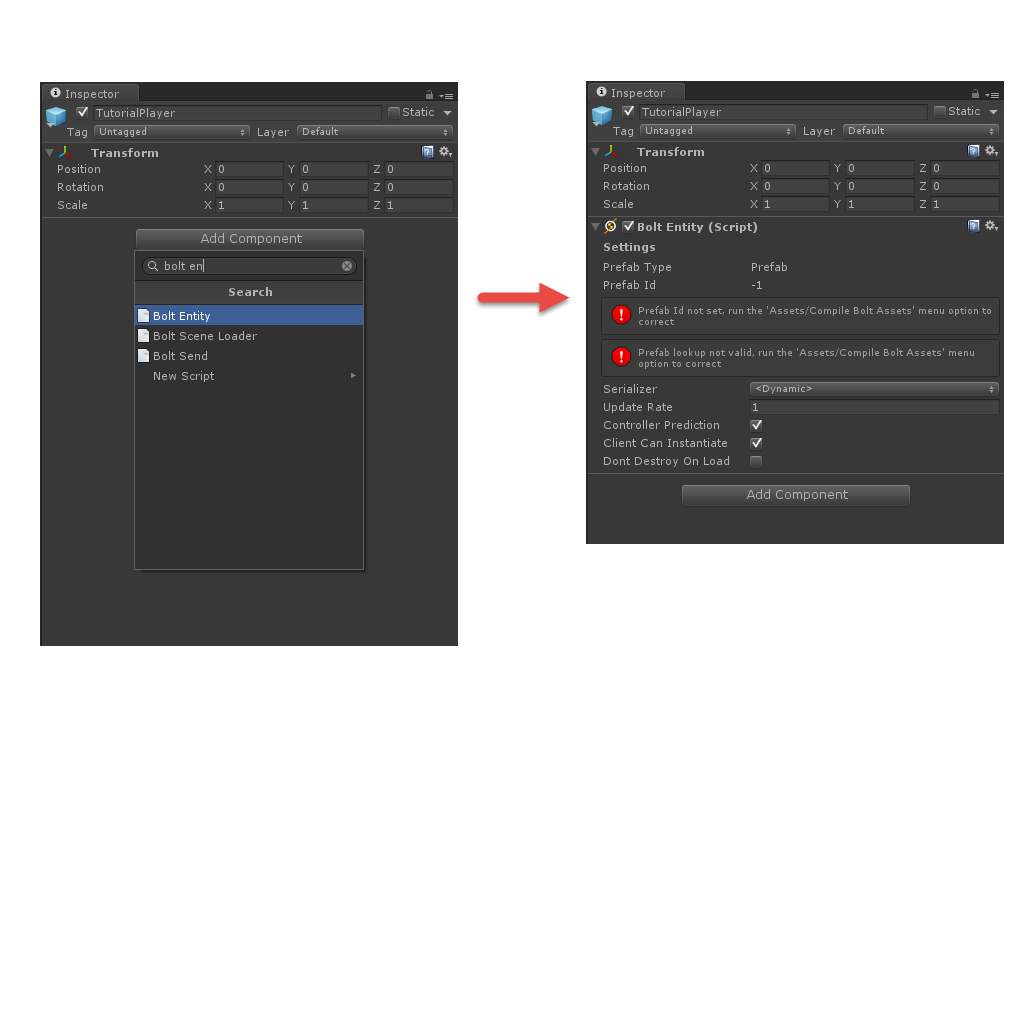 Inspector
TutorialPlayer Static
Tag Untagged Layer Default
Transform
Position X 0 Y 0 Z 0
Rotation X 0 Y 0 Z 0
Scale X 1 Y 1 Z 1
Add Component
bolt en
Search
Bolt Entity
Bolt Scene Loader
Bolt Send
New Script
Inspector
TutorialPlayer Static
Tag Untagged Layer Default
Transform
Position X 0 Y 0 Z 0
Rotation X 0 Y 0 Z 0
Scale X 1 Y 1 Z 1
Bolt Entity (Script)
Settings
Prefab Type Prefab
Prefab Id -1
Prefab Id not set, run the 'Assets/Compile Bolt Assets' menu option to
correct
Prefab lookup not valid, run the 'Assets/Compile Bolt Assets' menu
option to correct
Serializer <Dynamic>
Update Rate 1
Controller Prediction
Client Can Instantiate
Dont Destroy On Load
Add Component